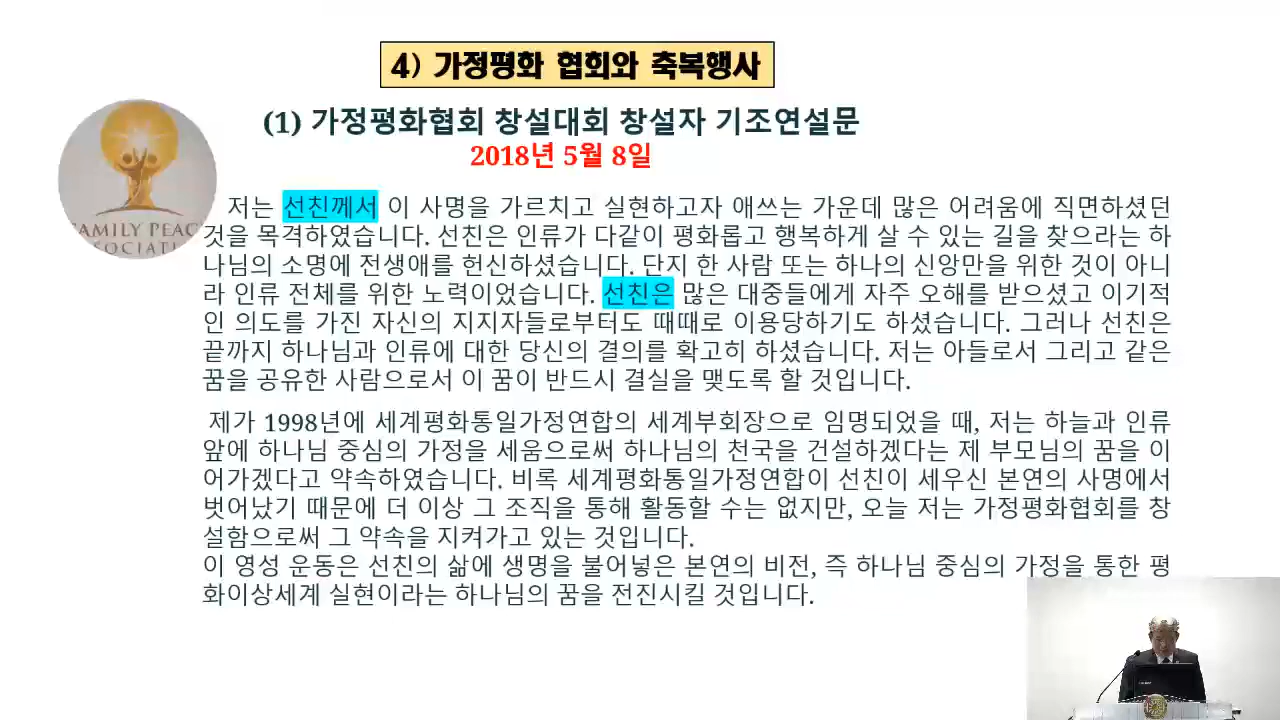 4) 가정평화 협회와 축복행사
(1) 가정평화협회 창설대회 창설자 기조연설문
2018년 5월 8일
FAMILY PEAC
SOCIATI
저는 선친께서 이 사명을 가르치고 실현하고자 애쓰는 가운데 많은 어려움에 직면하셨던
것을 목격하였습니다. 선친은 인류가 다같이 평화롭고 행복하게 살 수 있는 길을 찾으라는 하
나님의 소명에 전생애를 헌신하셨습니다. 단지 한 사람 또는 하나의 신앙만을 위한 것이 아니
라 인류 전체를 위한 노력이었습니다. 선친은 많은 대중들에게 자주 오해를 받으셨고 이기적
인 의도를 가진 자신의 지지자들로부터도 때때로 이용당하기도 하셨습니다. 그러나 선친은
끝까지 하나님과 인류에 대한 당신의 결의를 확고히 하셨습니다. 저는 아들로서 그리고 같은
꿈을 공유한 사람으로서 이 꿈이 반드시 결실을 맺도록 할 것입니다.
제가 1998년에 세계평화통일가정연합의 세계부회장으로 임명되었을 때, 저는 하늘과 인류
앞에 하나님 중심의 가정을 세움으로써 하나님의 천국을 건설하겠다는 제 부모님의 꿈을 이
어가겠다고 약속하였습니다. 비록 세계평화통일가정연합이 선친이 세우신 본연의 사명에서
벗어났기 때문에 더 이상 그 조직을 통해 활동할 수는 없지만, 오늘 저는 가정평화협회를 창
설함으로써 그 약속을 지켜가고 있는 것입니다.
이 영성 운동은 선친의 삶에 생명을 불어넣은 본연의 비전, 즉 하나님 중심의 가정을 통한 평
화이상세계 실현이라는 하나님의 꿈을 전진시킬 것입니다.